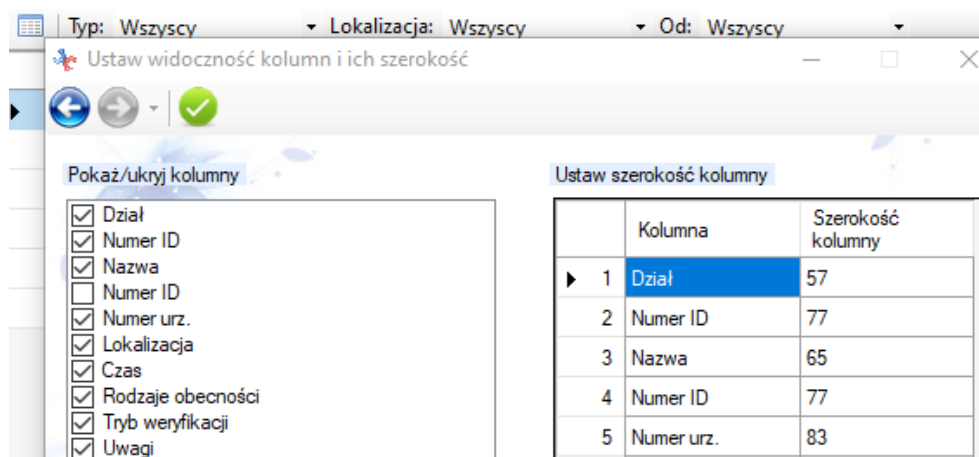 Typ: Wszyscy Lokalizacja: Wszyscy Od: Wszyscy
Ustaw widoczność kolumn i ich szerokość
Pokaż/ukryj kolumny
Dział
Numer ID
Nazwa
Numer ID
Numer urz.
Lokalizacja
Czas
Rodzaje obecności
Tryb weryfikacji
Uwagi
Ustaw szerokość kolumny
Kolumna Szerokość kolumny
1 Dział 57
2 Numer ID 77
3 Nazwa 65
4 Numer ID 77
5 Numer urz. 83